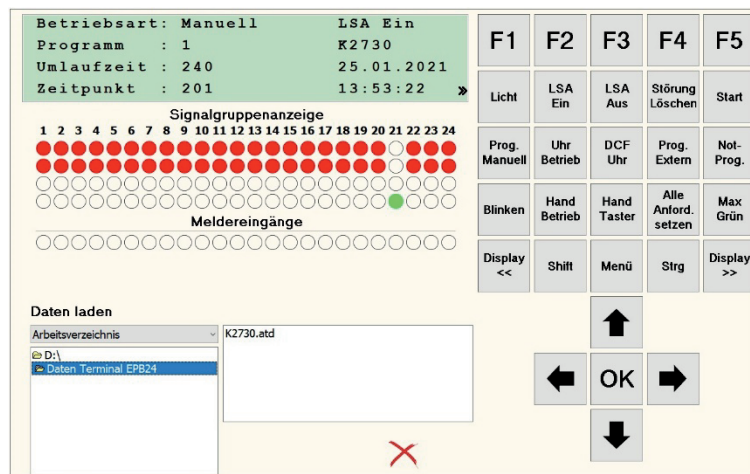 Betriebsart: Manuell LSA Ein
Programm : 1 K2730
Umlaufzeit : 240 25.01.2021
Zeitpunkt : 201 13:53:22 »
Signalgruppenanzeige
1 2 3 4 5 6 7 8 9 10 11 12 13 14 15 16 17 18 19 20 21 22 23 24
Meldereingänge
Daten laden
Arbeitsverzeichnis
D:\
Daten Terminal EPB24
K2730.atd
F1 F2 F3 F4 F5
Licht
LSA
Ein
LSA
Aus
Störung
Löschen
Start
Prog.
Manuell
Uhr
Betrieb
DCF
Uhr
Prog.
Extern
Not-
Prog.
Blinken
Hand
Betrieb
Hand
Taster
Alle
Anford.
setzen
Max
Grün
Display
<<
Shift
Menü
Strg
Display
>>
OK